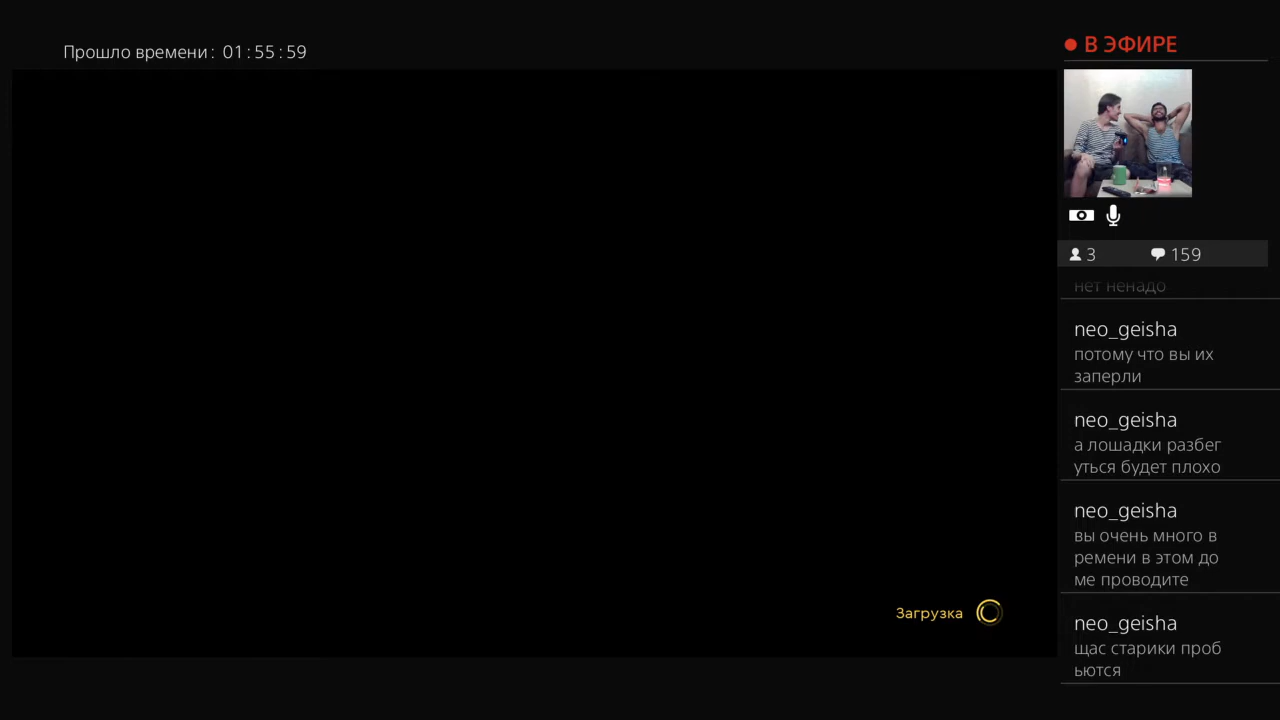 Прошло времени: 01:55:59
В ЭФИРЕ
3 159
нет ненадо
neo_geisha
потому что вы их
заперли
neo_geisha
а лошадки разбег
уться будет плохо
neo_geisha
вы очень много в
ремени в этом до
ме проводите
neo_geisha
щас старики проб
ьются
Загрузка